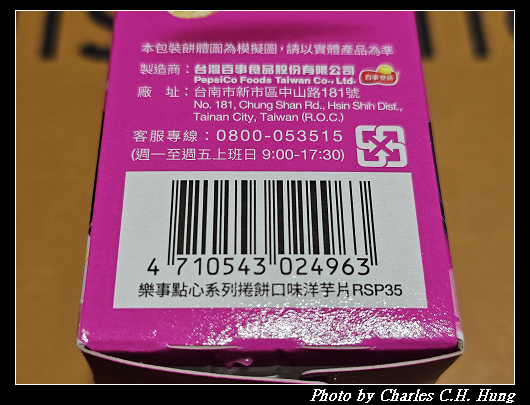 本包裝餅體圖為模擬圖，請以實體產品為準
製造商：台灣百事食品股份有限公司
PepsiCo Foods Taiwan Co., Ltd.
百事食品
廠　址：台南市新市區中山路181號
No. 181, Chung Shan Rd., Hsin Shih Dist.,
Tainan City, Taiwan (R.O.C.)
客服專線：0800-053515
(週一至週五上班日 9:00-17:30)
4 710543 024963
樂事點心系列捲餅口味洋芋片RSP35
Photo by Charles C.H. Hung